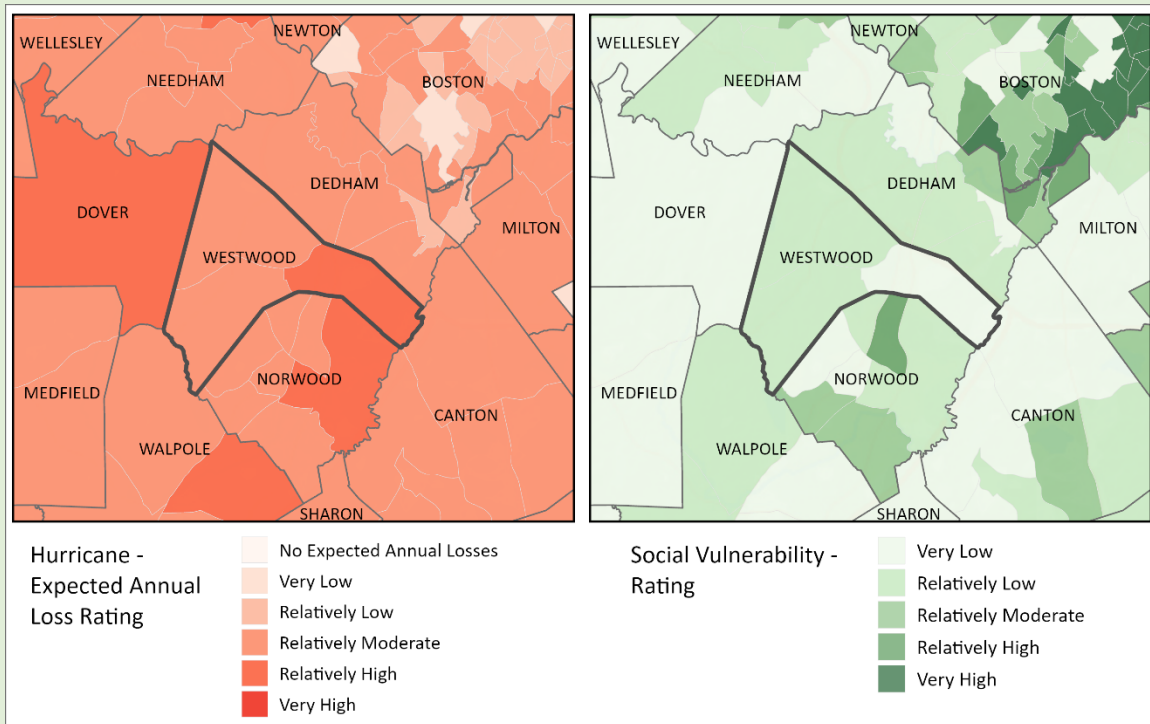 WELLESLEY
NEWTON
NEEDHAM
BOSTON
DEDHAM
DOVER
MILTON
WESTWOOD
MEDFIELD
NORWOOD
CANTON
WALPOLE
SHARON
Hurricane -
Expected Annual
Loss Rating
No Expected Annual Losses
Very Low
Relatively Low
Relatively Moderate
Relatively High
Very High
WELLESLEY
NEWTON
NEEDHAM
BOSTON
DEDHAM
DOVER
MILTON
WESTWOOD
MEDFIELD
NORWOOD
CANTON
WALPOLE
SHARON
Social Vulnerability -
Rating
Very Low
Relatively Low
Relatively Moderate
Relatively High
Very High